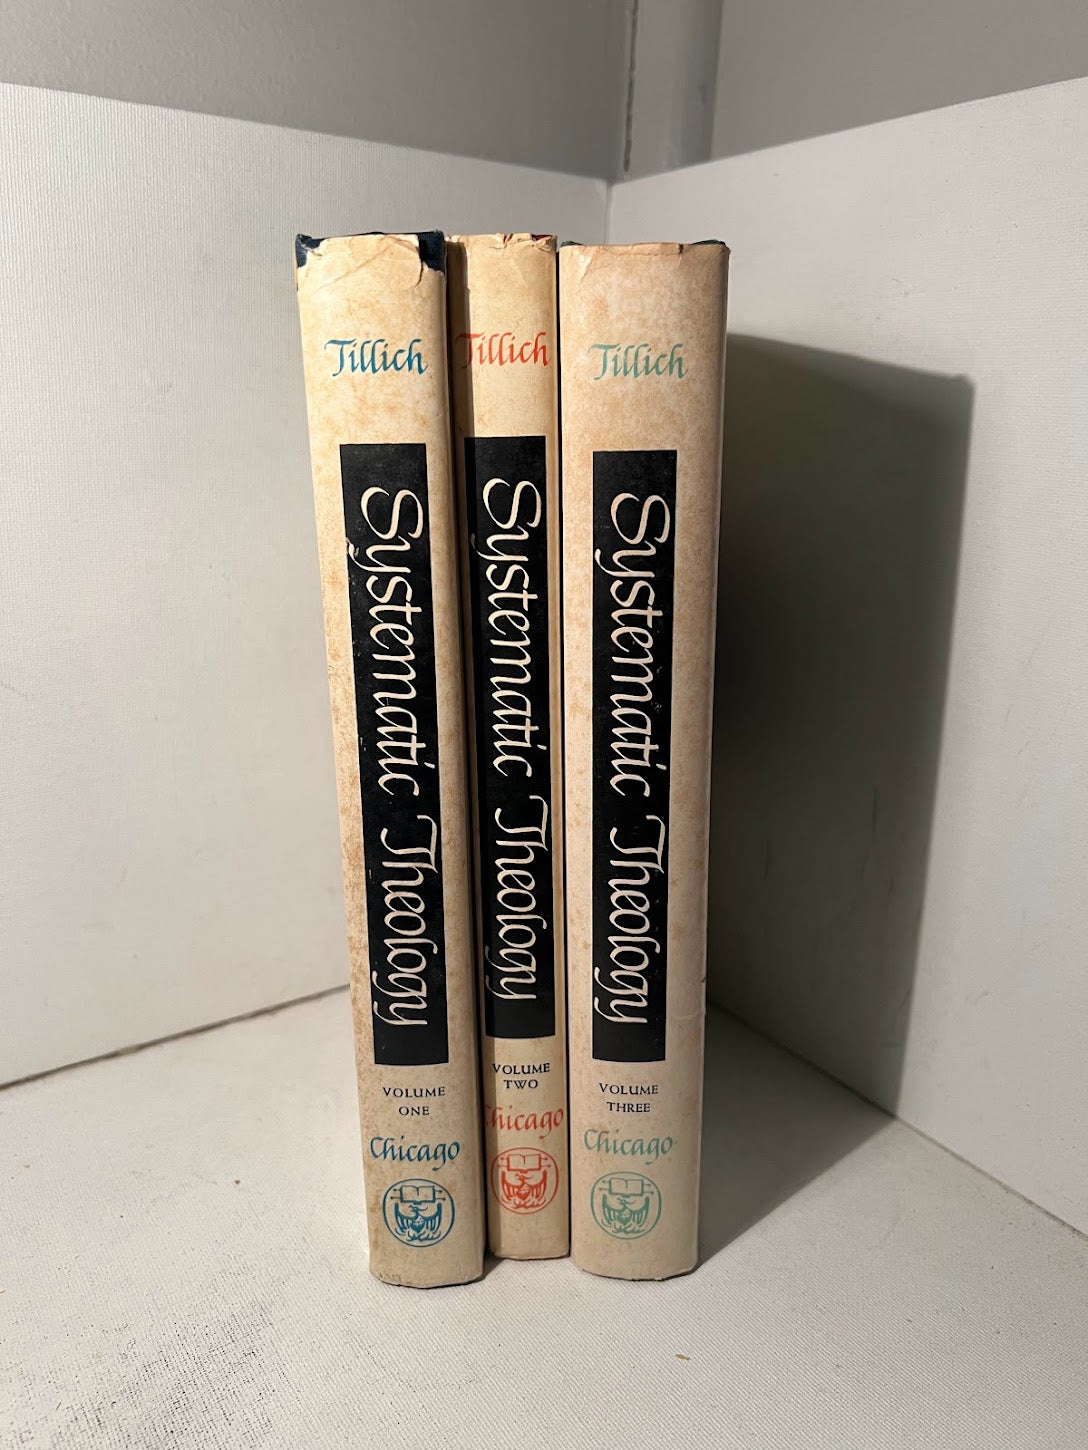 Tillich
Systematic Theology
VOLUME
ONE
Chicago
Tillich
Systematic Theology
VOLUME
TWO
Chicago
Tillich
Systematic Theology
VOLUME
THREE
Chicago